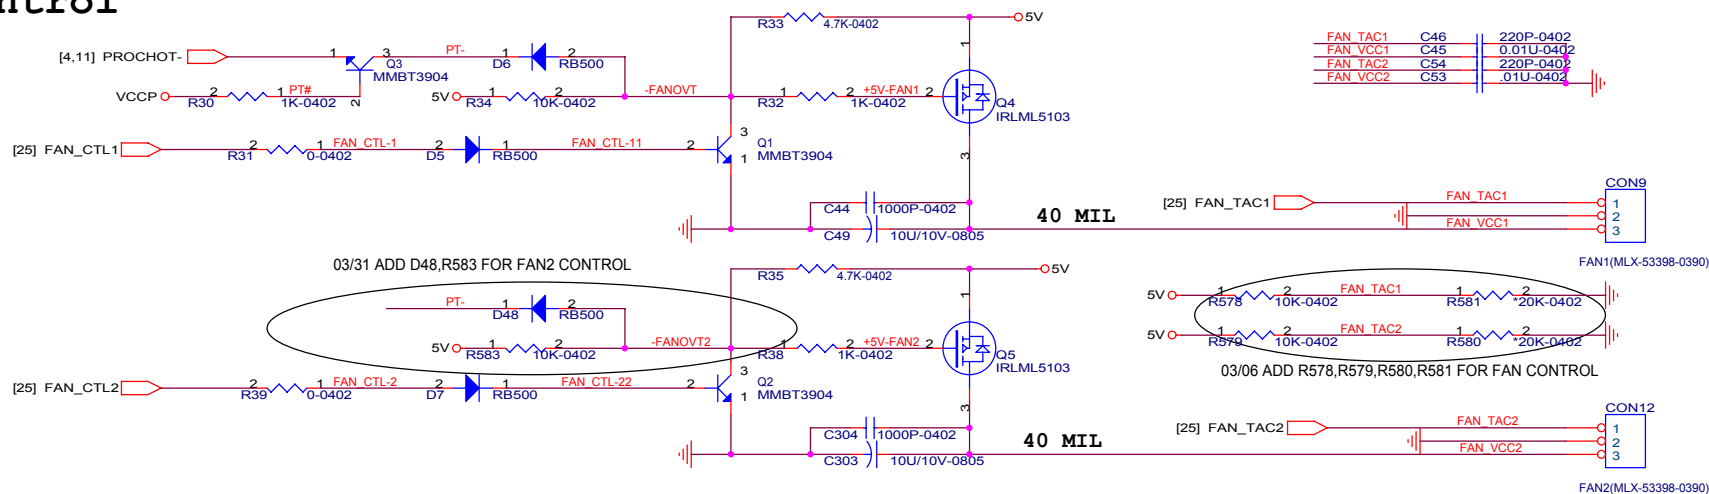 ntrol
R33 4.7K-0402 5V
[4,11] PROCHOT- 1 3 PT- 1 2
Q3 MMBT3904 D6 RB500
VCCP 2 1 PT# 2
R30 1K-0402
5V 1 2 -FANOVT
R34 10K-0402
1 2 +5V-FAN1 2
R32 1K-0402
1
Q4
IRLML5103
3
[25] FAN_CTL1 2 1 FAN_CTL-1 2 1 FAN_CTL-11 2
R31 0-0402 D5 RB500
3
Q1
1 MMBT3904
C44 1000P-0402
C49 10U/10V-0805
40 MIL
FAN_TAC1 C46 220P-0402
FAN_VCC1 C45 0.01U-0402
FAN_TAC2 C54 220P-0402
FAN_VCC2 C53 .01U-0402
CON9
[25] FAN_TAC1 FAN_TAC1 1
2
FAN_VCC1 3
FAN1(MLX-53398-0390)
03/31 ADD D48,R583 FOR FAN2 CONTROL
R35 4.7K-0402 5V
PT- 1 2
D48 RB500
5V 1 2 -FANOVT2
R583 10K-0402
1 2 +5V-FAN2 2
R38 1K-0402
1
Q5
IRLML5103
3
[25] FAN_CTL2 2 1 FAN_CTL-2 2 1 FAN_CTL-22 2
R39 0-0402 D7 RB500
3
Q2
1 MMBT3904
C304 1000P-0402
C303 10U/10V-0805
40 MIL
5V 1 2 FAN_TAC1 1 2
R578 10K-0402 R581 *20K-0402
5V 1 2 FAN_TAC2 1 2
R579 10K-0402 R580 *20K-0402
03/06 ADD R578,R579,R580,R581 FOR FAN CONTROL
CON12
[25] FAN_TAC2 FAN_TAC2 1
2
FAN_VCC2 3
FAN2(MLX-53398-0390)